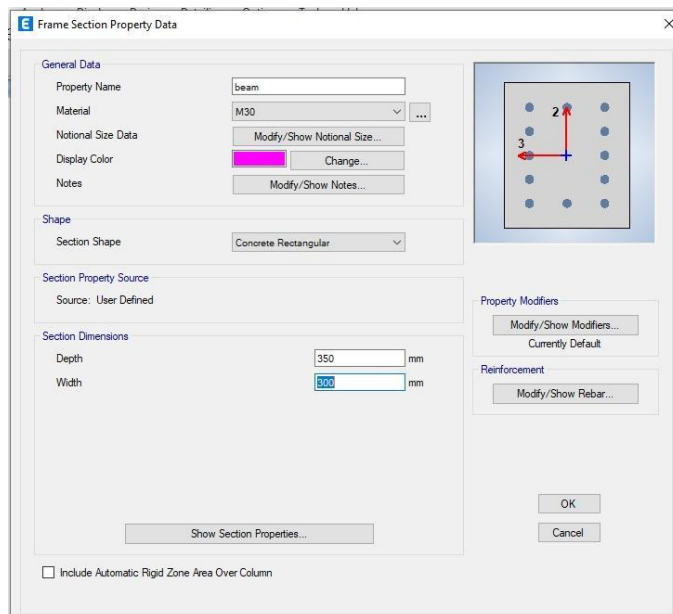 E Frame Section Property Data
General Data
Property Name beam
Material M30 ...
Notional Size Data Modify/Show Notional Size...
Display Color Change...
Notes Modify/Show Notes...
2
3
Shape
Section Shape Concrete Rectangular
Section Property Source
Source: User Defined
Property Modifiers
Modify/Show Modifiers...
Currently Default
Section Dimensions
Depth 350 mm
Width 300 mm
Reinforcement
Modify/Show Rebar...
OK
Show Section Properties...
Cancel
Include Automatic Rigid Zone Area Over Column